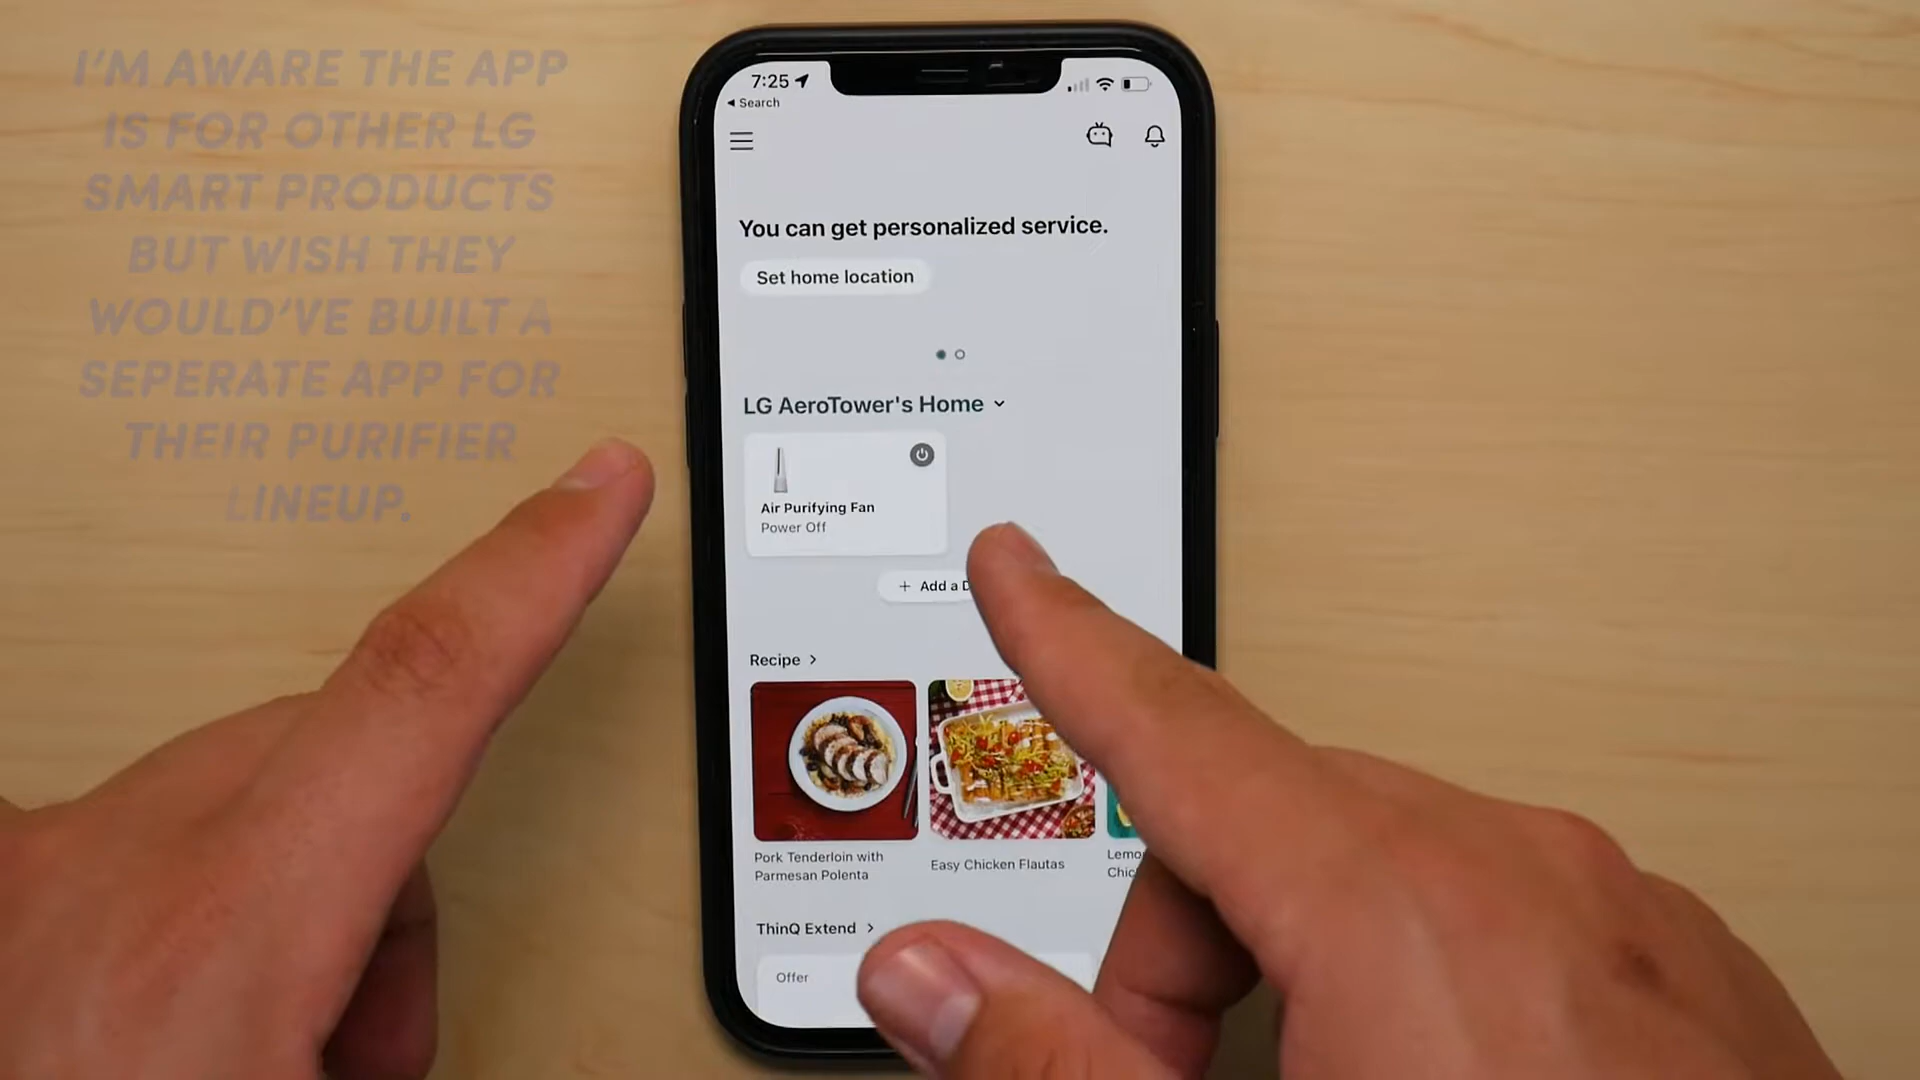 I'M AWARE THE APP
IS FOR OTHER LG
SMART PRODUCTS
BUT WISH THEY
WOULD'VE BUILT A
SEPERATE APP FOR
THEIR PURIFIER
LINEUP.
7:25
Search
You can get personalized service.
Set home location
LG AeroTower's Home
Air Purifying Fan
Power Off
+ Add a
Recipe >
Pork Tenderloin with
Parmesan Polenta
Easy Chicken Flautas
ThinQ Extend >
Offer